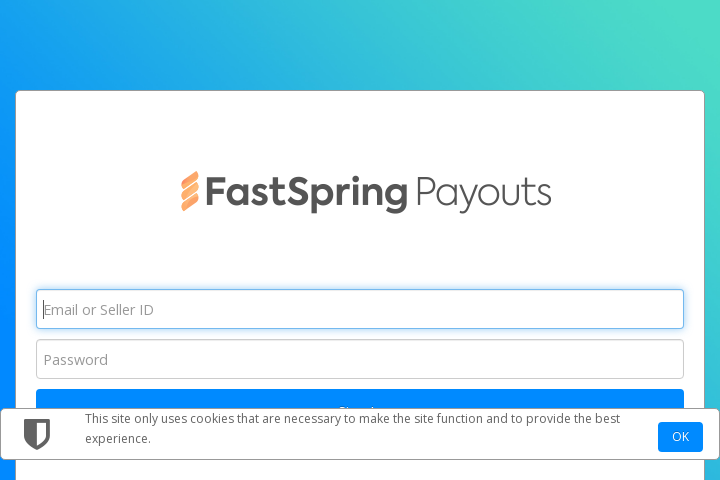 FastSpring Payouts
Email or Seller ID
Password
This site only uses cookies that are necessary to make the site function and to provide the best
experience.
OK